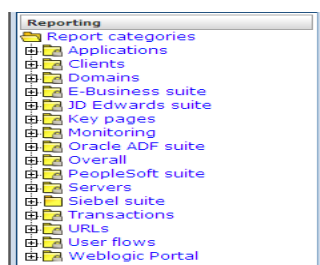 Reporting
Report categories
Applications
Clients
Domains
E-Business suite
JD Edwards suite
Key pages
Monitoring
Oracle ADF suite
Overall
PeopleSoft suite
Servers
Siebel suite
Transactions
URLs
User flows
Weblogic Portal